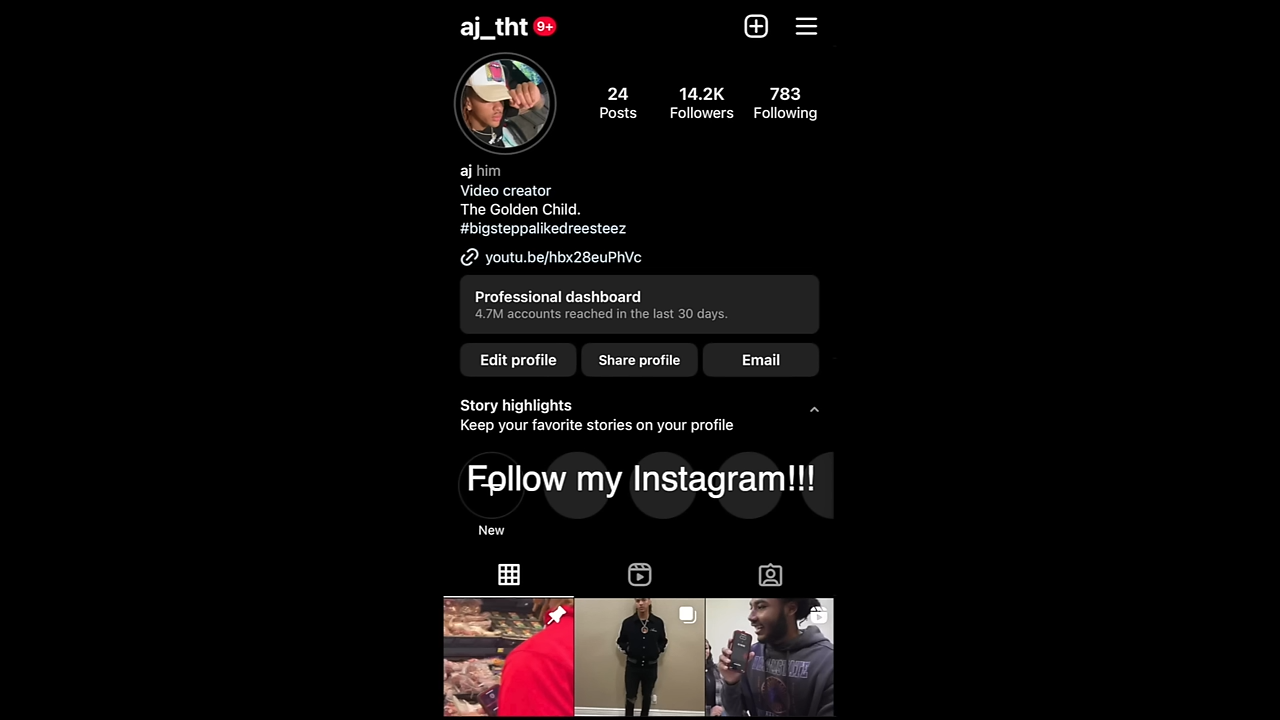 aj_tht 9+
24 14.2K 783
Posts Followers Following
aj him
Video creator
The Golden Child.
#bigsteppalikedreesteez
youtu.be/hbx28euPhVc
Professional dashboard
4.7M accounts reached in the last 30 days.
Edit profile Share profile Email
Story highlights
Keep your favorite stories on your profile
Follow my Instagram!!!
New